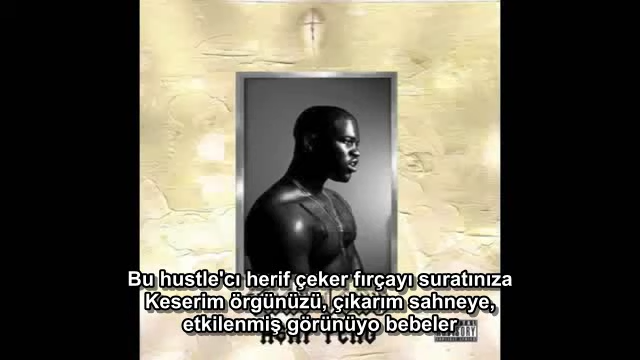 Bu hustle'cı herif çeker fırçayı suratınıza
Keserim örgünüzü, çıkarım sahneye,
etkilenmiş görünüyo bebeler